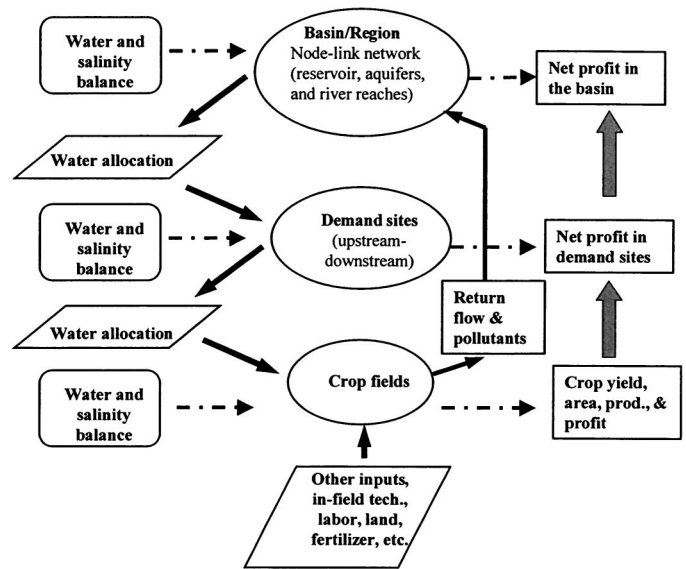 Water and
salinity
balance
Basin/Region
Node-link network
(reservoir, aquifers,
and river reaches)
Net profit in
the basin
Water allocation
Water and
salinity
balance
Demand sites
(upstream-
downstream)
Net profit in
demand sites
Return
flow &
pollutants
Water allocation
Water and
salinity
balance
Crop fields
Crop yield,
area, prod., &
profit
Other inputs,
in-field tech.,
labor, land,
fertilizer, etc.